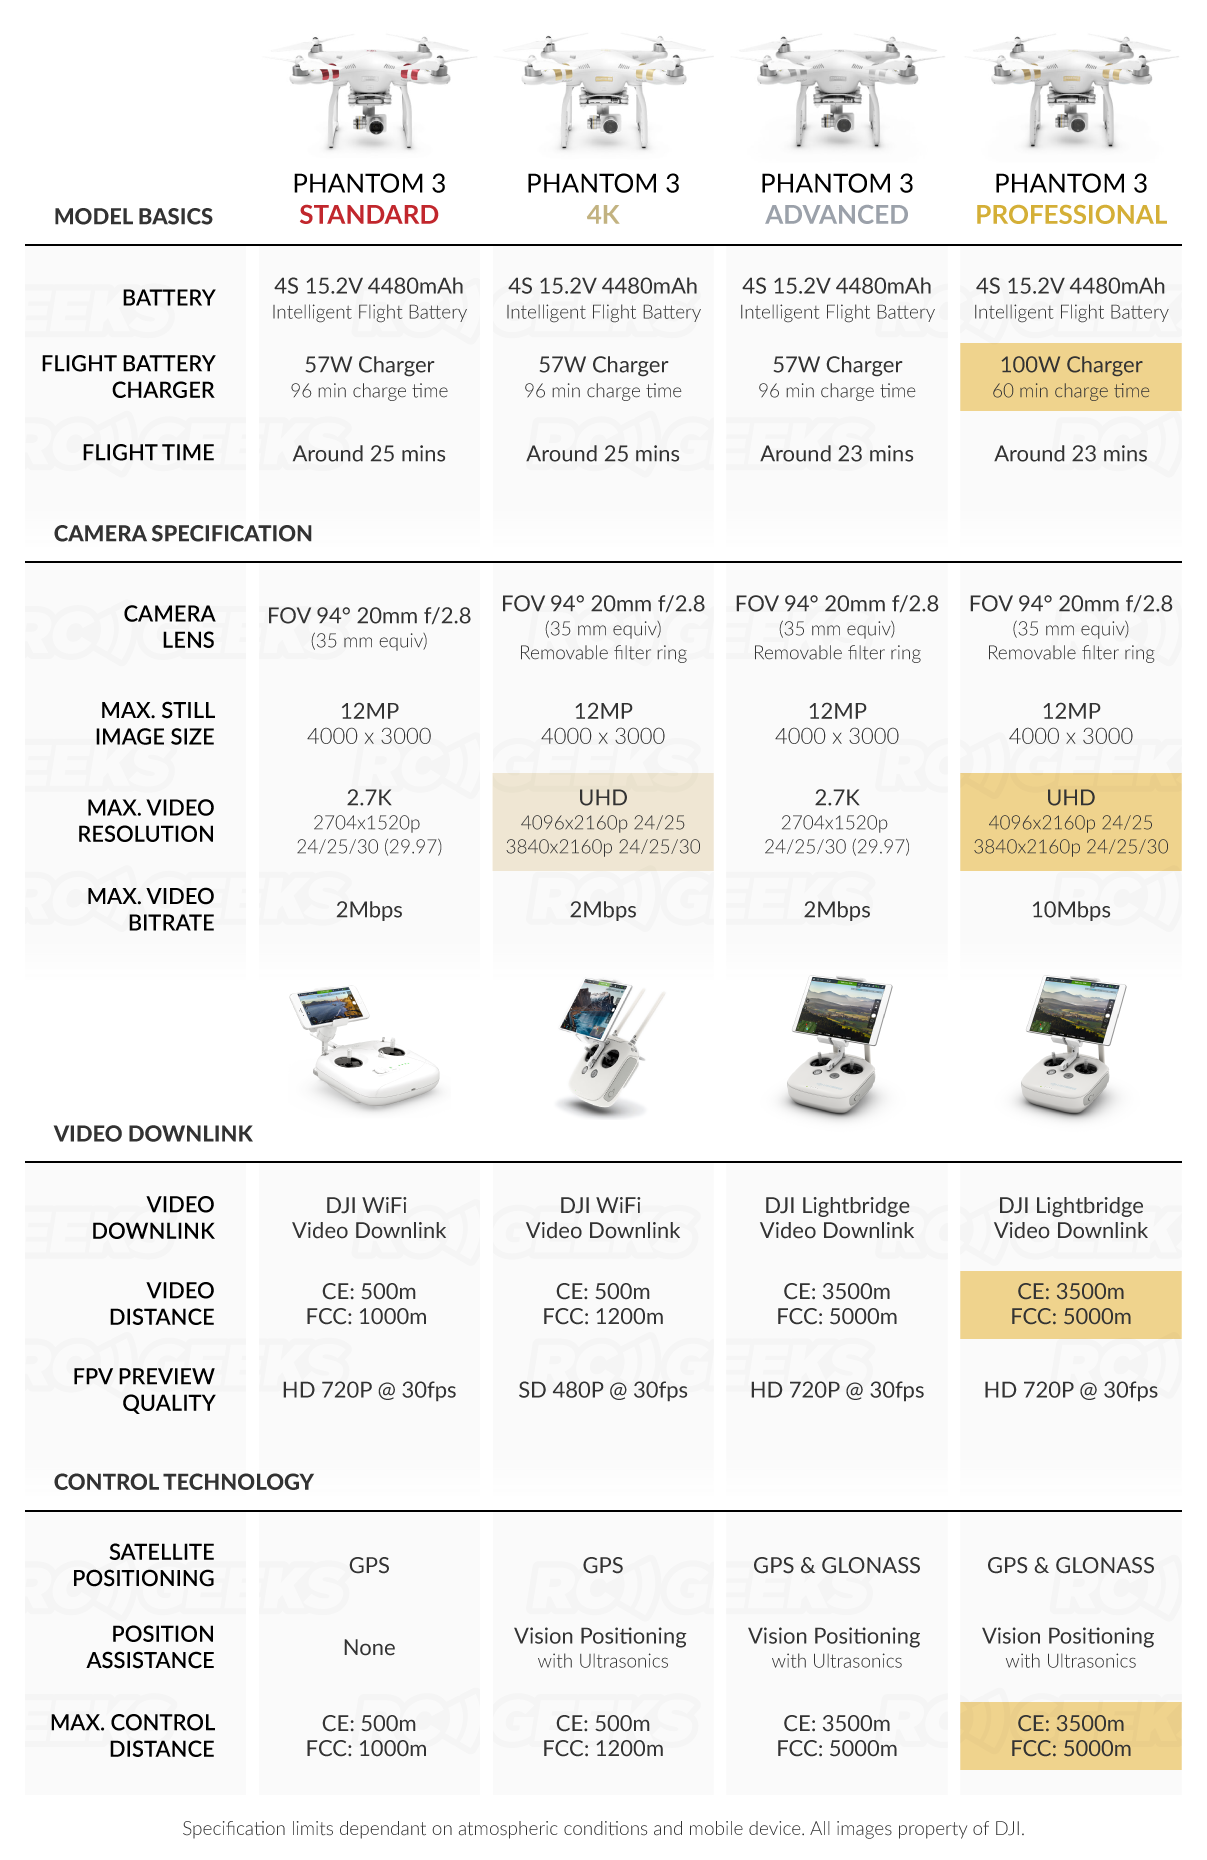 PHANTOM 3 PHANTOM 3 PHANTOM 3 PHANTOM 3
MODEL BASICS STANDARD 4K ADVANCED PROFESSIONAL
BATTERY
4S 15.2V 4480mAh 4S 15.2V 4480mAh 4S 15.2V 4480mAh 4S 15.2V 4480mAh
Intelligent Flight Battery Intelligent Flight Battery Intelligent Flight Battery Intelligent Flight Battery
FLIGHT BATTERY 57W Charger 57W Charger 57W Charger 100W Charger
CHARGER 96 min charge time 96 min charge time 96 min charge time 60 min charge time
FLIGHT TIME Around 25 mins Around 25 mins Around 23 mins Around 23 mins
CAMERA SPECIFICATION
CAMERA
LENS
FOV 94° 20mm f/2.8
(35 mm equiv)
FOV 94° 20mm f/2.8
(35 mm equiv)
Removable filter ring
FOV 94° 20mm f/2.8
(35 mm equiv)
Removable filter ring
FOV 94° 20mm f/2.8
(35 mm equiv)
Removable filter ring
MAX. STILL 12MP 12MP 12MP 12MP
IMAGE SIZE 4000 x 3000 4000 x 3000 4000 x 3000 4000 x 3000
MAX. VIDEO
RESOLUTION
2.7K
2704x1520p
24/25/30 (29.97)
UHD
4096x2160p 24/25
3840x2160p 24/25/30
2.7K
2704x1520p
24/25/30 (29.97)
UHD
4096x2160p 24/25
3840x2160p 24/25/30
MAX. VIDEO
BITRATE
2Mbps 2Mbps 2Mbps 10Mbps
VIDEO DOWNLINK
VIDEO DJI WiFi DJI WiFi DJI Lightbridge DJI Lightbridge
DOWNLINK Video Downlink Video Downlink Video Downlink Video Downlink
VIDEO CE: 500m CE: 500m CE: 3500m CE: 3500m
DISTANCE FCC: 1000m FCC: 1200m FCC: 5000m FCC: 5000m
FPV PREVIEW
QUALITY
HD 720P @ 30fps SD 480P @ 30fps HD 720P @ 30fps HD 720P @ 30fps
CONTROL TECHNOLOGY
SATELLITE
POSITIONING
GPS GPS GPS & GLONASS GPS & GLONASS
POSITION
ASSISTANCE
None
Vision Positioning
with Ultrasonics
Vision Positioning
with Ultrasonics
Vision Positioning
with Ultrasonics
MAX. CONTROL CE: 500m CE: 500m CE: 3500m CE: 3500m
DISTANCE FCC: 1000m FCC: 1200m FCC: 5000m FCC: 5000m
Specification limits dependant on atmospheric conditions and mobile device. All images property of DJI.